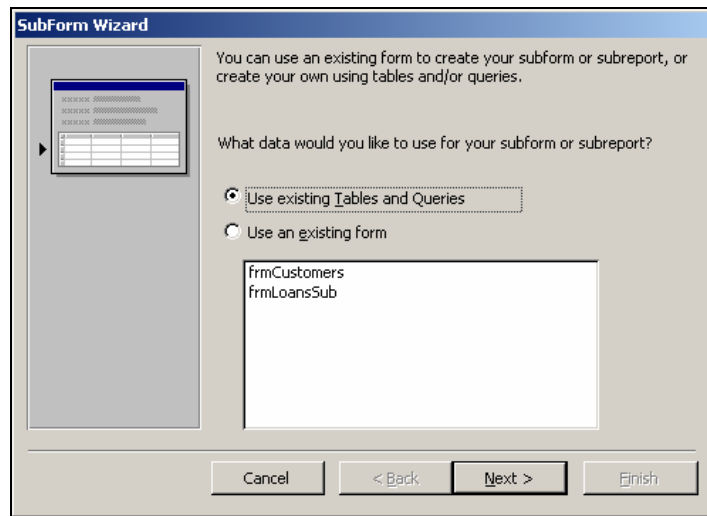 SubForm Wizard
You can use an existing form to create your subform or subreport, or
create your own using tables and/or queries.
What data would you like to use for your subform or subreport?
Use existing Tables and Queries
Use an existing form
frmCustomers
frmLoansSub
Cancel
< Back
Next >
Finish